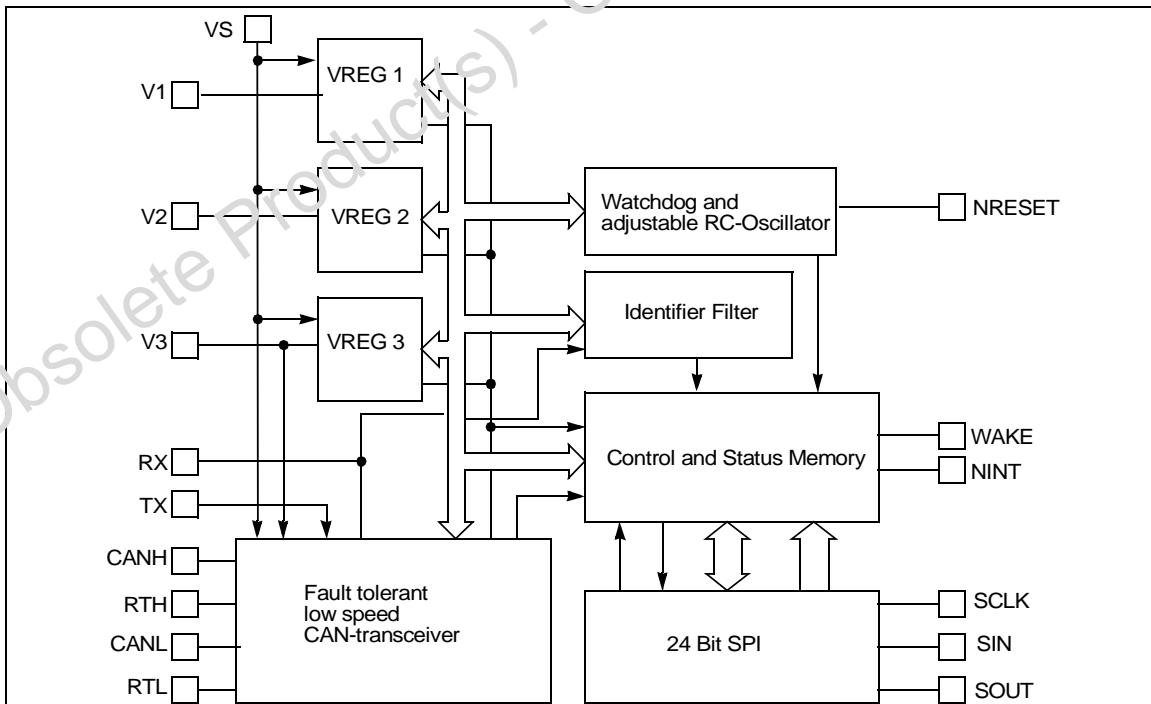 VS
VREG 1
V1
VREG 2
V2
Watchdog and
adjustable RC-Oscillator
NRESET
Identifier Filter
VREG 3
V3
Control and Status Memory
WAKE
NINT
RX
TX
CANH
RTH
CANL
RTL
Fault tolerant
low speed
CAN-transceiver
24 Bit SPI
SCLK
SIN
SOUT
Obsolete Product(s) -